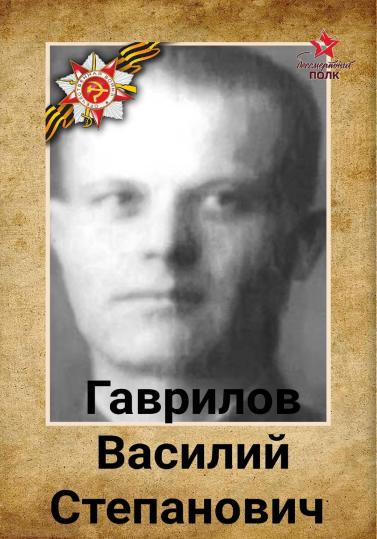 Бессмертный
ПОЛК
Гаврилов
Василий
Степанович